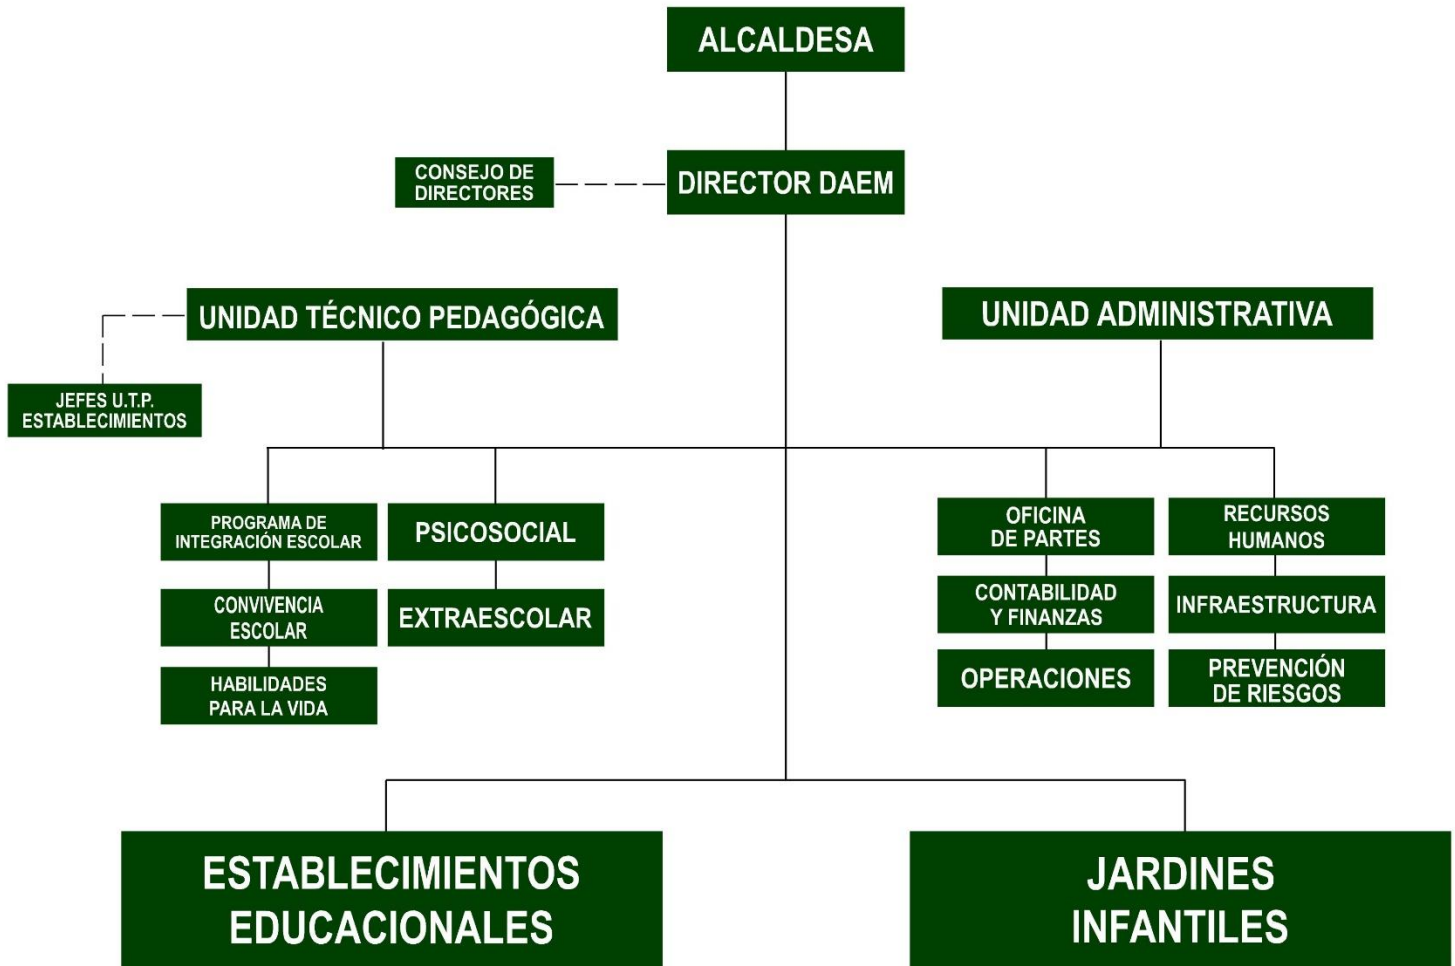 ALCALDESA
CONSEJO DE
DIRECTORES
DIRECTOR DAEM
UNIDAD TÉCNICO PEDAGÓGICA
UNIDAD ADMINISTRATIVA
JEFES U.T.P.
ESTABLECIMIENTOS
PROGRAMA DE
INTEGRACIÓN ESCOLAR
CONVIVENCIA
ESCOLAR
HABILIDADES
PARA LA VIDA
PSICOSOCIAL
EXTRAESCOLAR
OFICINA
DE PARTES
CONTABILIDAD
Y FINANZAS
OPERACIONES
RECURSOS
HUMANOS
INFRAESTRUCTURA
PREVENCIÓN
DE RIESGOS
ESTABLECIMIENTOS
EDUCACIONALES
JARDINES
INFANTILES